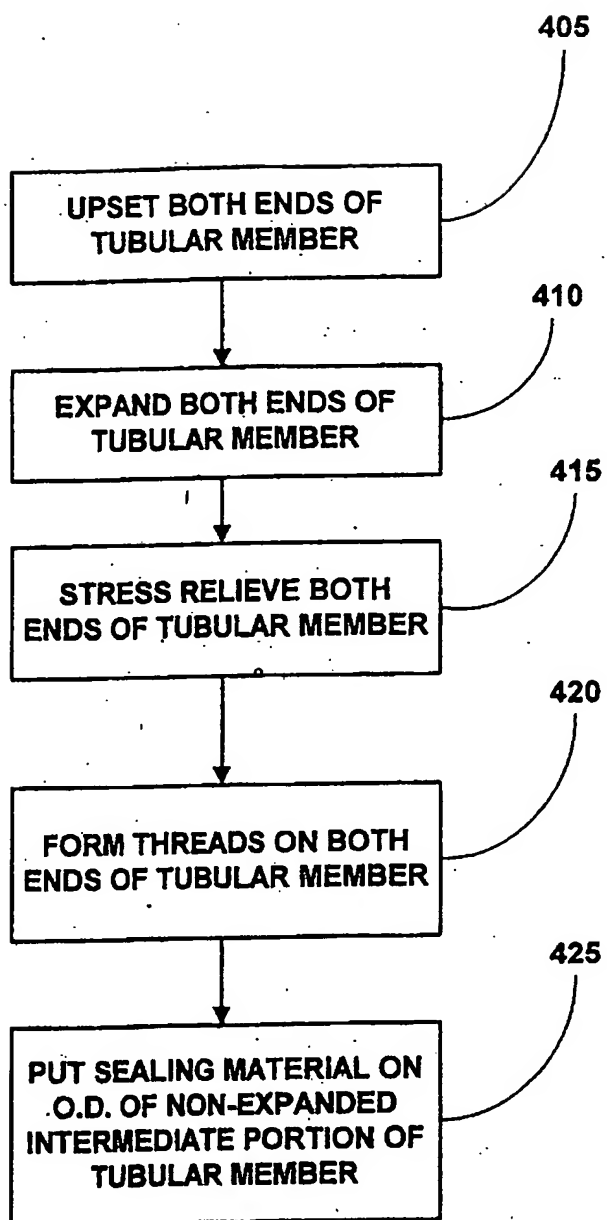 405
UPSET BOTH ENDS OF
TUBULAR MEMBER
410
EXPAND BOTH ENDS OF
TUBULAR MEMBER
415
STRESS RELIEVE BOTH
ENDS OF TUBULAR MEMBER
420
FORM THREADS ON BOTH
ENDS OF TUBULAR MEMBER
425
PUT SEALING MATERIAL ON
O.D. OF NON-EXPANDED
INTERMEDIATE PORTION OF
TUBULAR MEMBER